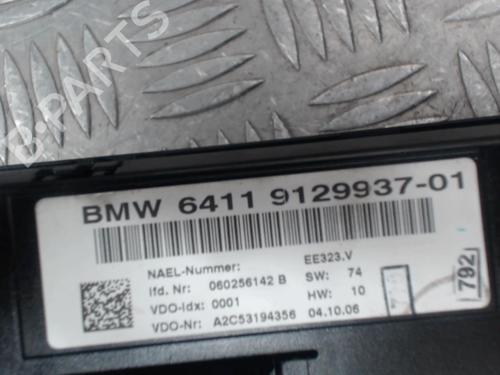 B-PARTS
BMW 6411 9129937-01
NAEL-Nummer: EE323.V
lfd. Nr: 060256142 B SW: 74
VDO-Idx: 0001 HW: 10
VDO-Nr: A2C53194356 04.10.06
792